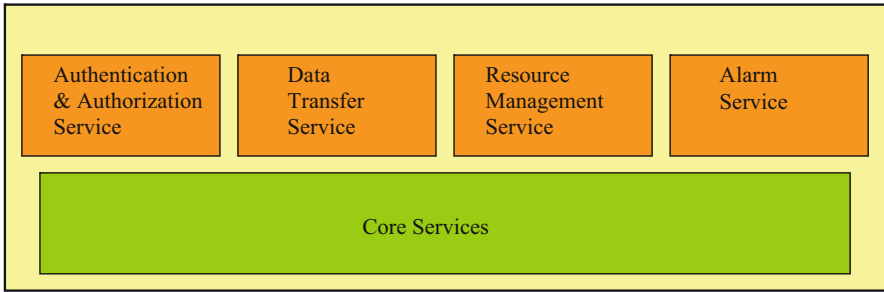 Authentication
& Authorization
Service
Data
Transfer
Service
Resource
Management
Service
Alarm
Service
Core Services